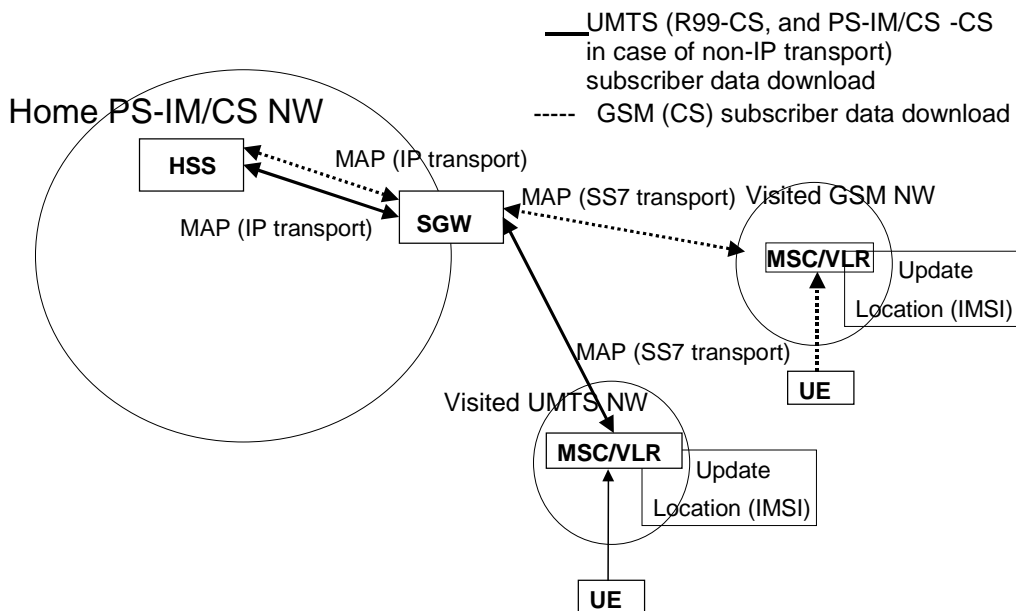 UMTS (R99-CS, and PS-IM/CS -CS
in case of non-IP transport)
subscriber data download
GSM (CS) subscriber data download
Home PS-IM/CS NW
HSS
MAP (IP transport)
MAP (IP transport)
SGW
MAP (SS7 transport)
Visited GSM NW
MSC/VLR
Update
Location (IMSI)
UE
MAP (SS7 transport)
Visited UMTS NW
MSC/VLR
Update
Location (IMSI)
UE